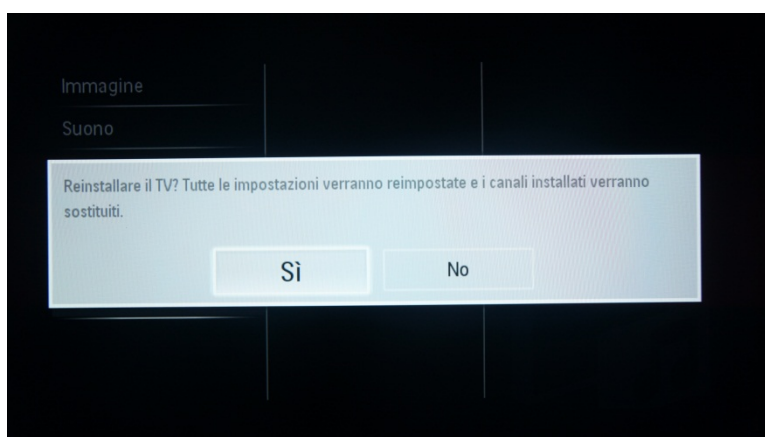 Immagine
Suono
Reinstallare il TV? Tutte le impostazioni verranno reimpostate e i canali installati verranno
sostituiti.
Sì
No